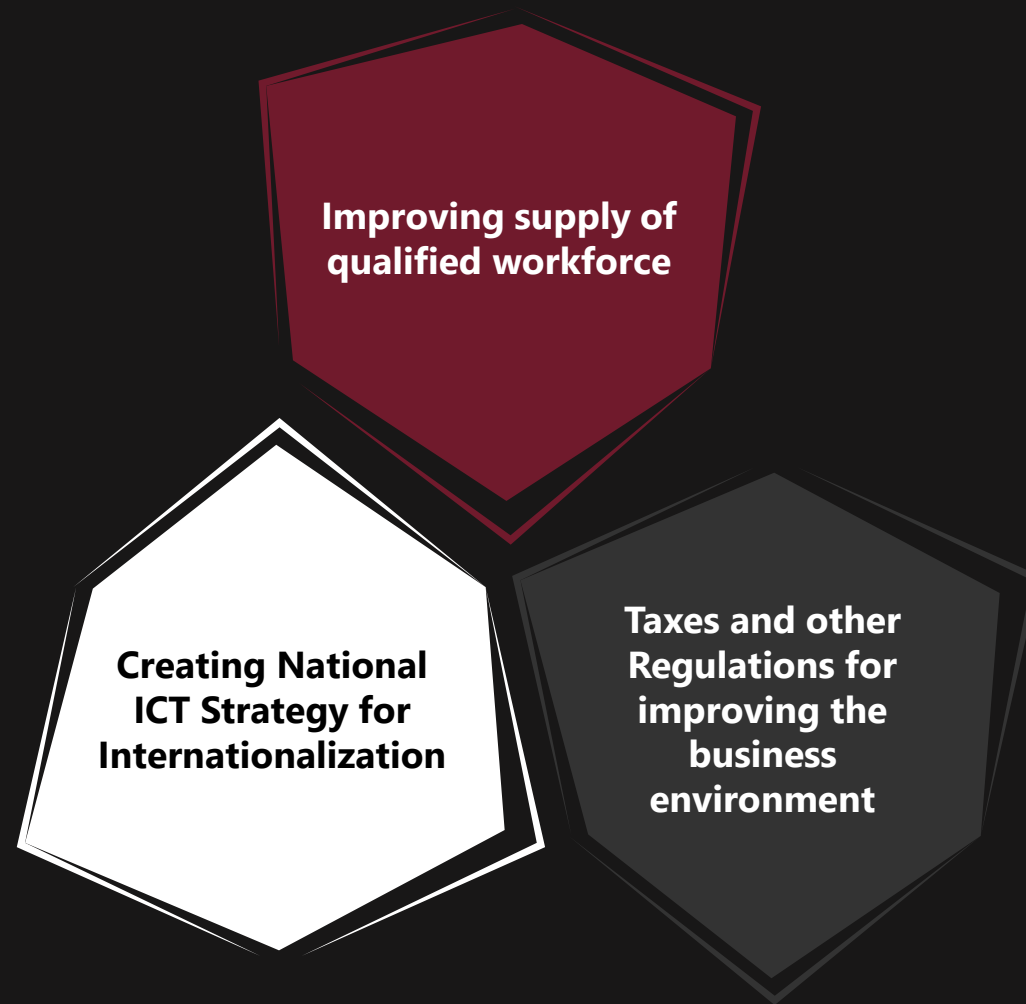 Improving supply of
qualified workforce
Creating National
ICT Strategy for
Internationalization
Taxes and other
Regulations for
improving the
business
environment